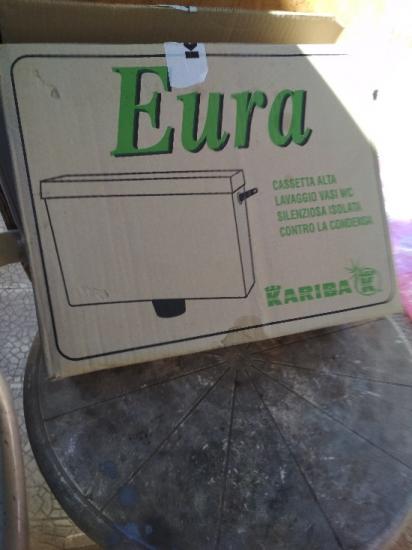 Eura
CASSETTA ALTA
LAVAGGIO VASI WC
SILENZIOSA ISOLATA
CONTRO LA CONDENSA
KARIBA K